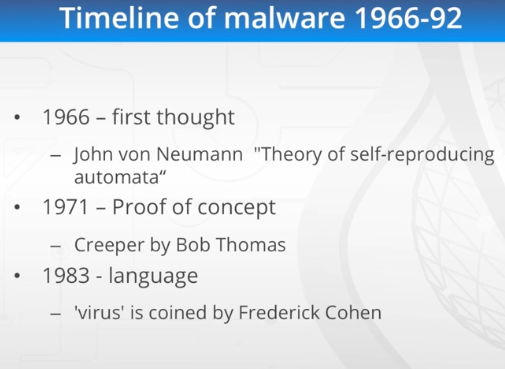 Timeline of malware 1966-92
• 1966 – first thought
– John von Neumann "Theory of self-reproducing
automata“
• 1971 – Proof of concept
– Creeper by Bob Thomas
• 1983 - language
– 'virus' is coined by Frederick Cohen